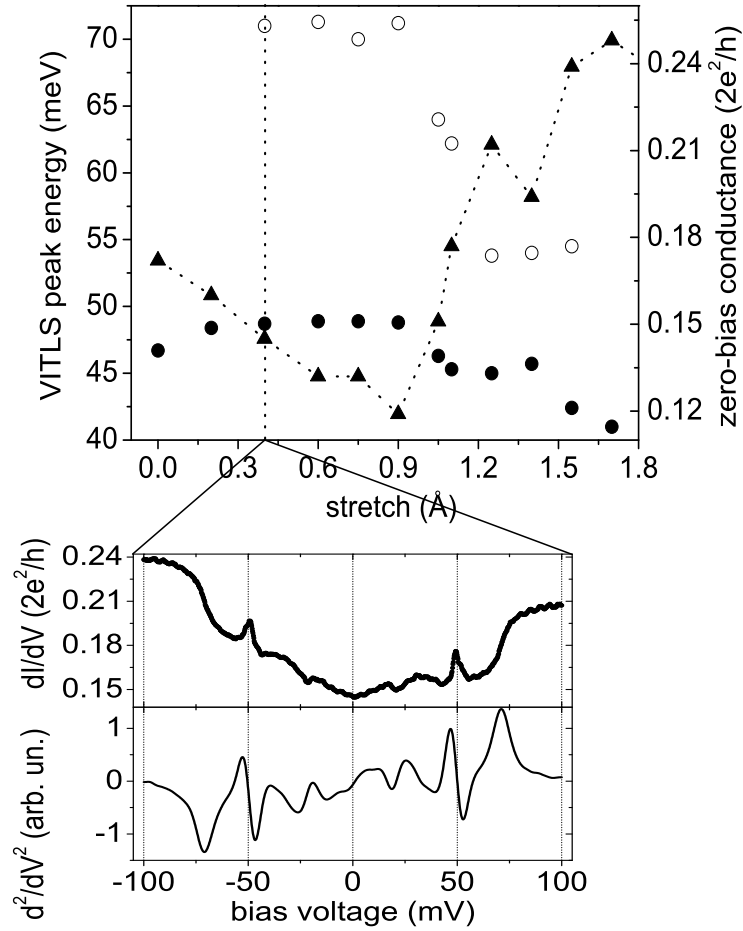 VITLS peak energy (meV)
70
65
60
55
50
45
40
zero-bias conductance (2e²/h)
0.24
0.21
0.18
0.15
0.12
0.0 0.3 0.6 0.9 1.2 1.5 1.8
stretch (Å)
dI/dV (2e²/h)
0.24
0.21
0.18
0.15
d²/dV² (arb. un.)
1
0
-1
-100 -50 0 50 100
bias voltage (mV)